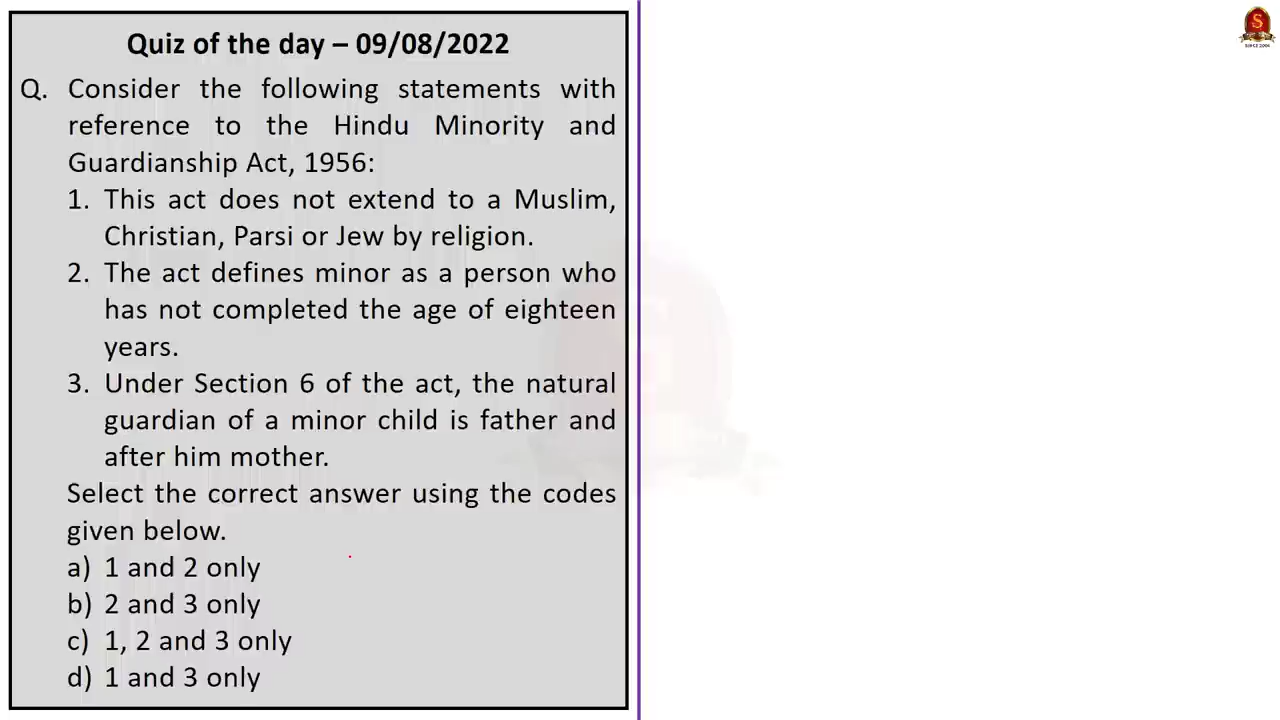 Quiz of the day – 09/08/2022
Q. Consider the following statements with
reference to the Hindu Minority and
Guardianship Act, 1956:
1. This act does not extend to a Muslim,
Christian, Parsi or Jew by religion.
2. The act defines minor as a person who
has not completed the age of eighteen
years.
3. Under Section 6 of the act, the natural
guardian of a minor child is father and
after him mother.
Select the correct answer using the codes
given below.
a) 1 and 2 only
b) 2 and 3 only
c) 1, 2 and 3 only
d) 1 and 3 only
S
SINCE 2004